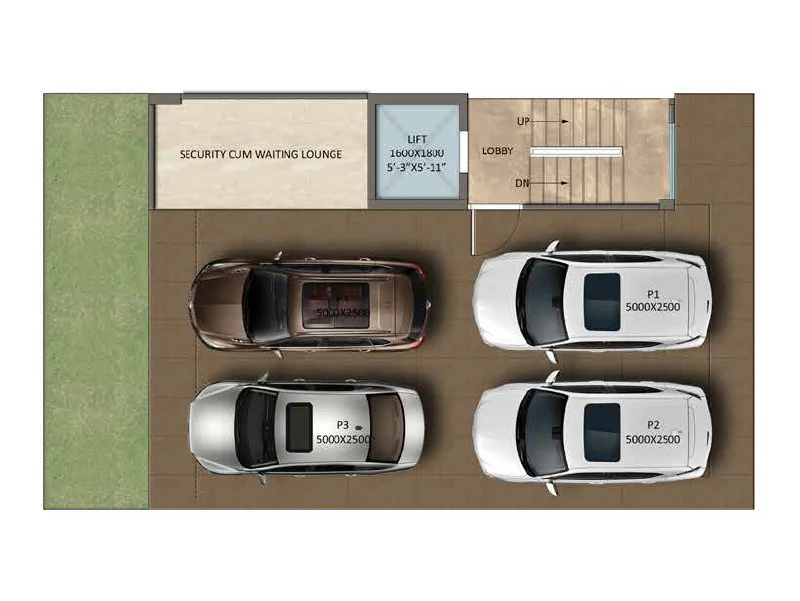 SECURITY CUM WAITING LOUNGE
LIFT
1600X1800
5'-3"X5'-11"
LOBBY
UP
DN
P4
5000X2500
P1
5000X2500
P3
5000X2500
P2
5000X2500